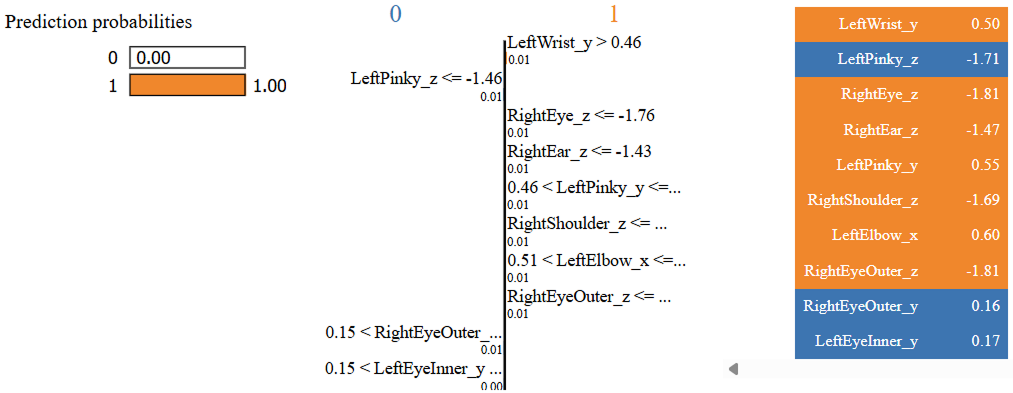 Prediction probabilities
0 0.00
1 1.00
0 1
LeftWrist_y > 0.46
0.01
LeftPinky_z <= -1.46
0.01
RightEye_z <= -1.76
0.01
RightEar_z <= -1.43
0.01
0.46 < LeftPinky_y <=...
0.01
RightShoulder_z <= ...
0.01
0.51 < LeftElbow_x <=...
0.01
RightEyeOuter_z <= ...
0.01
0.15 < RightEyeOuter_...
0.01
0.15 < LeftEyeInner_y ...
0.00
LeftWrist_y 0.50
LeftPinky_z -1.71
RightEye_z -1.81
RightEar_z -1.47
LeftPinky_y 0.55
RightShoulder_z -1.69
LeftElbow_x 0.60
RightEyeOuter_z -1.81
RightEyeOuter_y 0.16
LeftEyeInner_y 0.17